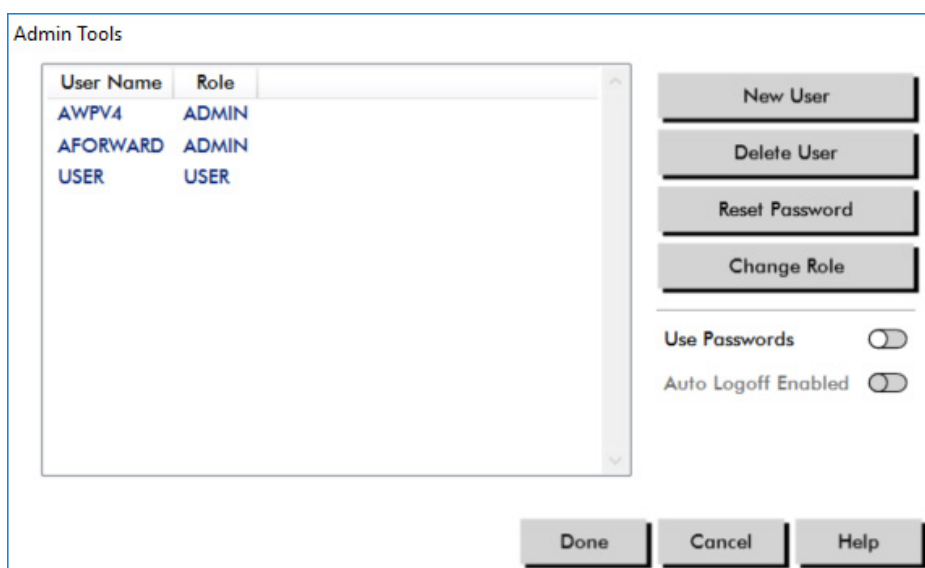 Admin Tools
User Name Role
AWPV4 ADMIN
AFORWARD ADMIN
USER USER
New User
Delete User
Reset Password
Change Role
Use Passwords
Auto Logoff Enabled
Done Cancel Help